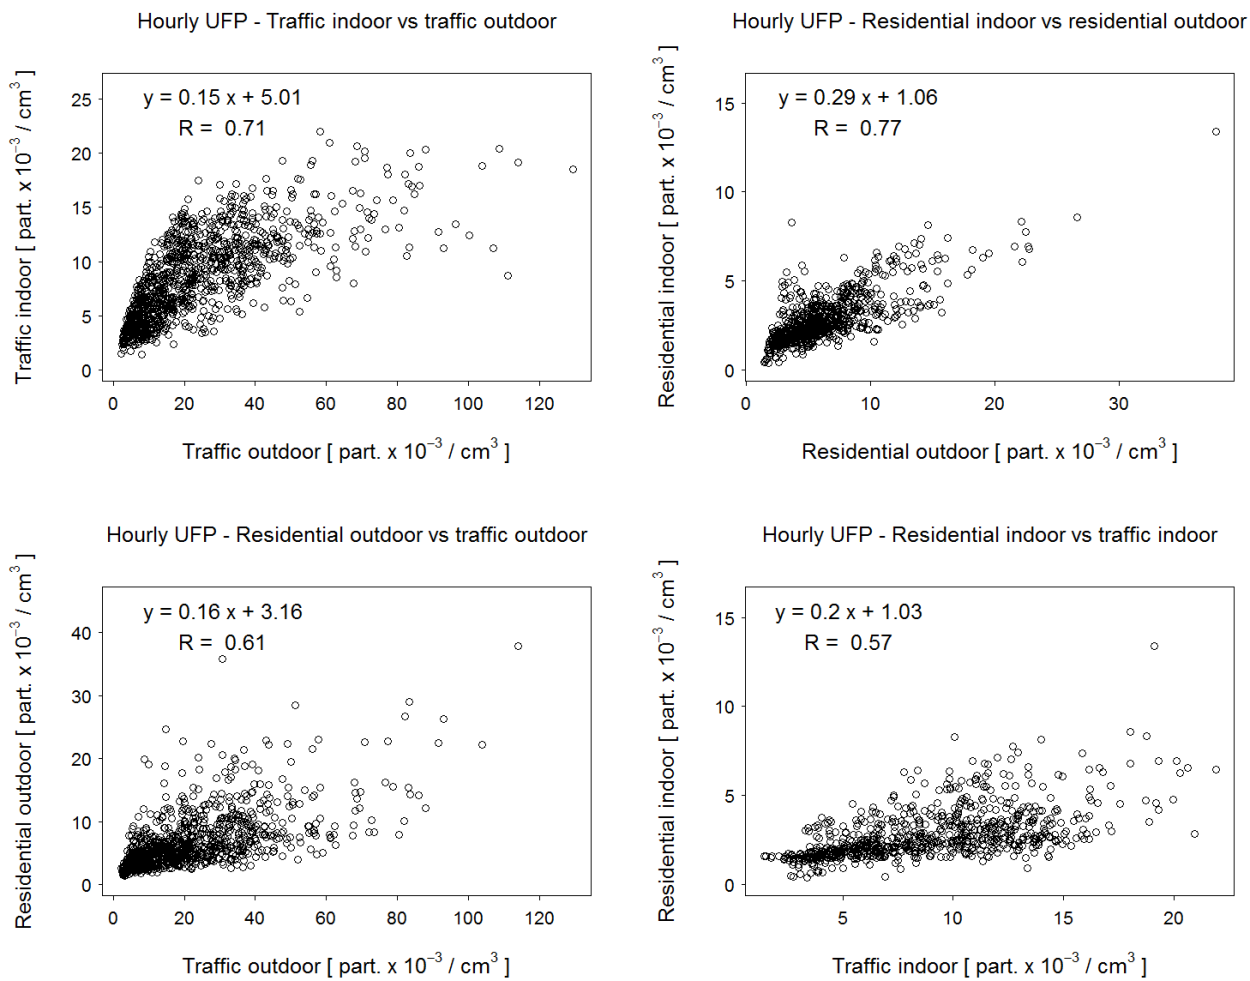 Hourly UFP - Traffic indoor vs traffic outdoor
Traffic indoor [ part. x 10⁻³ / cm³ ]
y = 0.15 x + 5.01
R = 0.71
25
20
15
10
5
0
0 20 40 60 80 100 120
Traffic outdoor [ part. x 10⁻³ / cm³ ]
Hourly UFP - Residential indoor vs residential outdoor
Residential indoor [ part. x 10⁻³ / cm³ ]
y = 0.29 x + 1.06
R = 0.77
15
10
5
0
0 10 20 30
Residential outdoor [ part. x 10⁻³ / cm³ ]
Hourly UFP - Residential outdoor vs traffic outdoor
Residential outdoor [ part. x 10⁻³ / cm³ ]
y = 0.16 x + 3.16
R = 0.61
40
30
20
10
0
0 20 40 60 80 100 120
Traffic outdoor [ part. x 10⁻³ / cm³ ]
Hourly UFP - Residential indoor vs traffic indoor
Residential indoor [ part. x 10⁻³ / cm³ ]
y = 0.2 x + 1.03
R = 0.57
15
10
5
0
5 10 15 20
Traffic indoor [ part. x 10⁻³ / cm³ ]